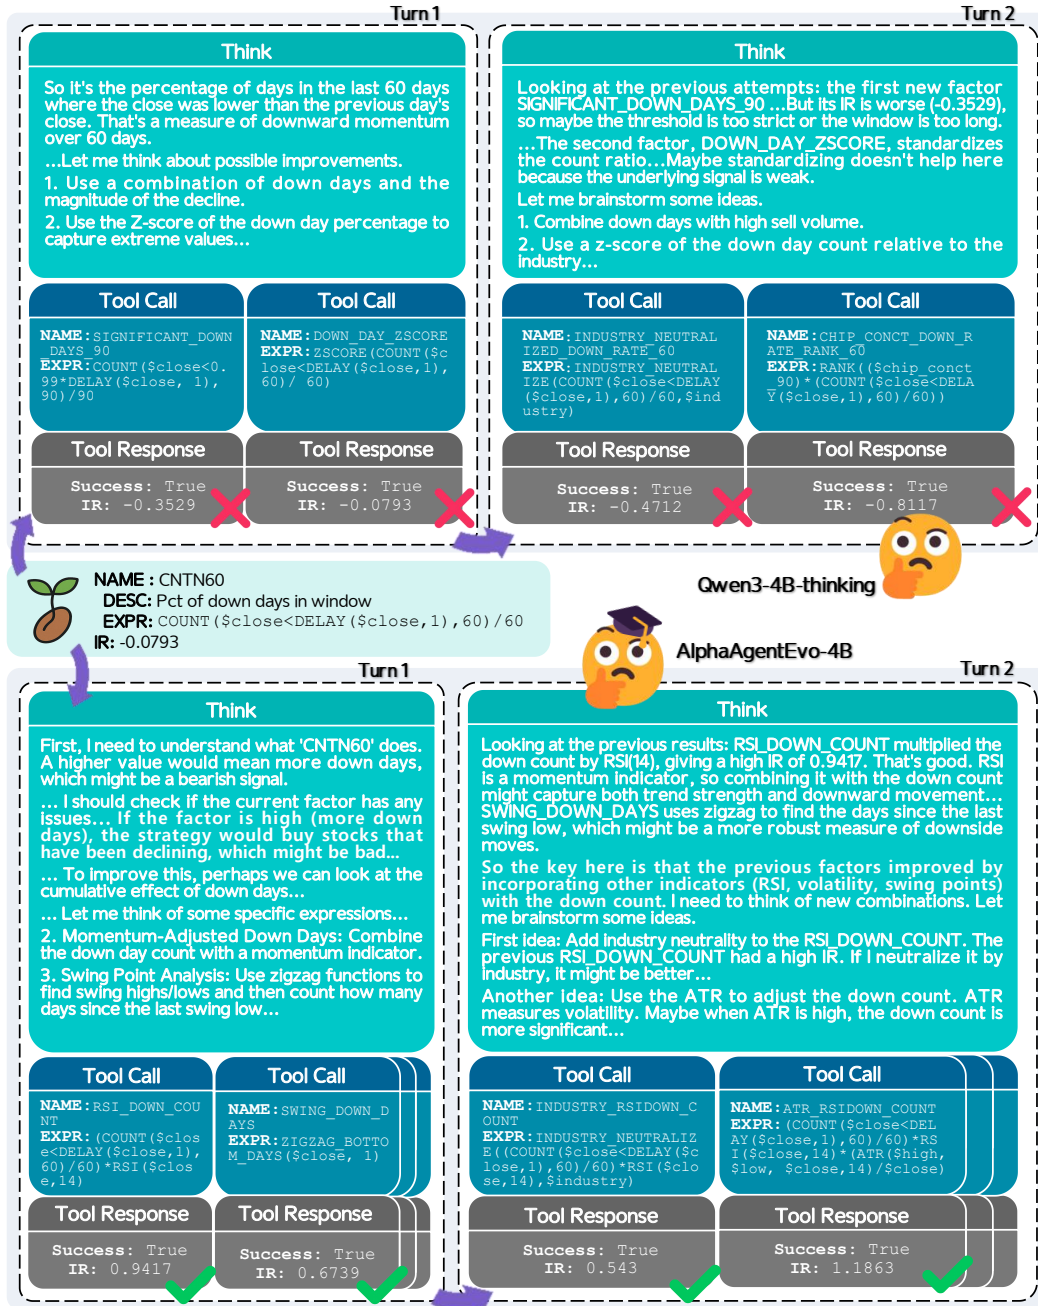 Turn 1
Think
So it's the percentage of days in the last 60 days
where the close was lower than the previous day's
close. That's a measure of downward momentum
over 60 days.
...Let me think about possible improvements.
1. Use a combination of down days and the
magnitude of the decline.
2. Use the Z-score of the down day percentage to
capture extreme values...
Tool Call
NAME:SIGNIFICANT_DOWN
_DAYS_90
EXPR:COUNT($close<0.
99*DELAY($close, 1),
90)/90
Tool Call
NAME:DOWN_DAY_ZSCORE
EXPR:ZSCORE(COUNT($c
lose<DELAY($close,1),
60)/ 60)
Tool Response
Success: True
IR: -0.3529
Tool Response
Success: True
IR: -0.0793
Turn 2
Think
Looking at the previous attempts: the first new factor
SIGNIFICANT_DOWN_DAYS_90 ...But its IR is worse (-0.3529),
so maybe the threshold is too strict or the window is too long.
...The second factor, DOWN_DAY_ZSCORE, standardizes
the count ratio...Maybe standardizing doesn't help here
because the underlying signal is weak.
Let me brainstorm some ideas.
1. Combine down days with high sell volume.
2. Use a z-score of the down day count relative to the
industry...
Tool Call
NAME:INDUSTRY_NEUTRAL
IZED_DOWN_RATE_60
EXPR:INDUSTRY_NEUTRAL
IZE(COUNT($close<DELAY
($close,1),60)/60,$ind
ustry)
Tool Call
NAME:CHIP_CONCT_DOWN_R
ATE_RANK_60
EXPR:RANK(($chip_conct
_90)*(COUNT($close<DELA
Y($close,1),60)/60))
Tool Response
Success: True
IR: -0.4712
Tool Response
Success: True
IR: -0.8117
Qwen3-4B-thinking
NAME : CNTN60
DESC: Pct of down days in window
EXPR: COUNT($close<DELAY($close,1),60)/60
IR: -0.0793
AlphaAgentEvo-4B
Turn 1
Think
First, I need to understand what 'CNTN60' does.
A higher value would mean more down days,
which might be a bearish signal.
... I should check if the current factor has any
issues... If the factor is high (more down
days), the strategy would buy stocks that
have been declining, which might be bad...
... To improve this, perhaps we can look at the
cumulative effect of down days...
... Let me think of some specific expressions...
2. Momentum-Adjusted Down Days: Combine
the down day count with a momentum indicator.
3. Swing Point Analysis: Use zigzag functions to
find swing highs/lows and then count how many
days since the last swing low...
Tool Call
NAME:RSI_DOWN_COU
NT
EXPR:(COUNT($clos
e<DELAY($close,1),
60)/60)*RSI($clos
e,14)
Tool Call
NAME:SWING_DOWN_D
AYS
EXPR:ZIGZAG_BOTTO
M_DAYS($close, 1)
Tool Response
Success: True
IR: 0.9417
Tool Response
Success: True
IR: 0.6739
Turn 2
Think
Looking at the previous results: RSI_DOWN_COUNT multiplied the
down count by RSI(14), giving a high IR of 0.9417. That's good. RSI
is a momentum indicator, so combining it with the down count
might capture both trend strength and downward movement...
SWING_DOWN_DAYS uses zigzag to find the days since the last
swing low, which might be a more robust measure of downside
moves.
So the key here is that the previous factors improved by
incorporating other indicators (RSI, volatility, swing points)
with the down count. I need to think of new combinations. Let
me brainstorm some ideas.
First idea: Add industry neutrality to the RSI_DOWN_COUNT. The
previous RSI_DOWN_COUNT had a high IR. If I neutralize it by
industry, it might be better...
Another idea: Use the ATR to adjust the down count. ATR
measures volatility. Maybe when ATR is high, the down count is
more significant...
Tool Call
NAME:INDUSTRY_RSIDOWN_C
OUNT
EXPR:INDUSTRY_NEUTRALIZ
E((COUNT($close<DELAY($c
lose,1),60)/60)*RSI($clo
se,14),$industry)
Tool Call
NAME:ATR_RSIDOWN_COUNT
EXPR:(COUNT($close<DEL
AY($close,1),60)/60)*RS
I($close,14)*(ATR($high,
$low, $close,14)/$close)
Tool Response
Success: True
IR: 0.543
Tool Response
Success: True
IR: 1.1863